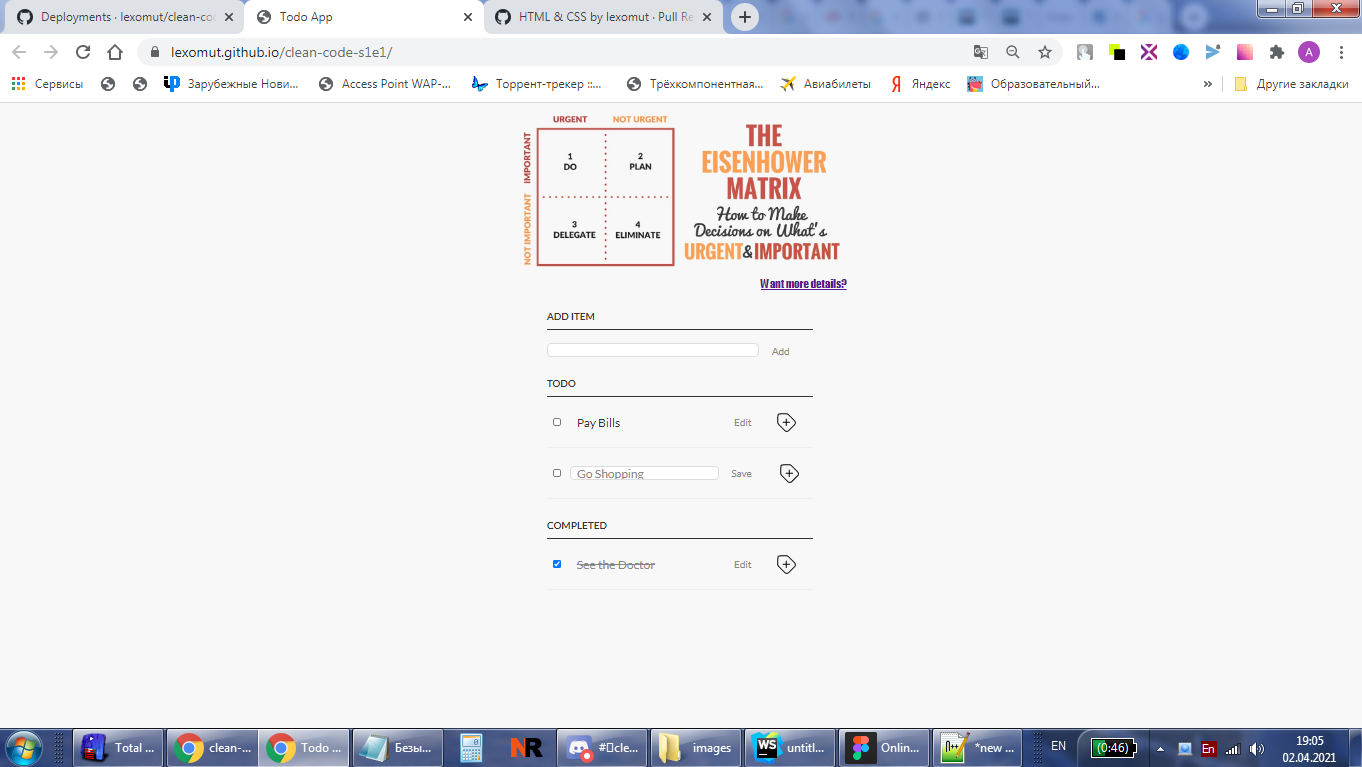 Deployments · lexomut/clean-co
Todo App
HTML & CSS by lexomut · Pull Re
lexomut.github.io/clean-code-s1e1/
Сервисы
Зарубежные Нови...
Access Point WAP-...
Торрент-трекер ::...
Трёхкомпонентная...
Авиабилеты
Яндекс
Образовательный...
»
Другие закладки
A
URGENT
NOT URGENT
IMPORTANT
NOT IMPORTANT
1
DO
2
PLAN
3
DELEGATE
4
ELIMINATE
THE
EISENHOWER
MATRIX
How to Make
Decisions on What's
URGENT&IMPORTANT
Want more details?
ADD ITEM
Add
TODO
Pay Bills
Edit
Go Shopping
Save
COMPLETED
See the Doctor
Edit
Total ...
clean-...
Todo ...
Безы...
NR
#cle...
images
WS
untitl...
Onlin...
*new ...
EN
(0:46)
En
19:05
02.04.2021